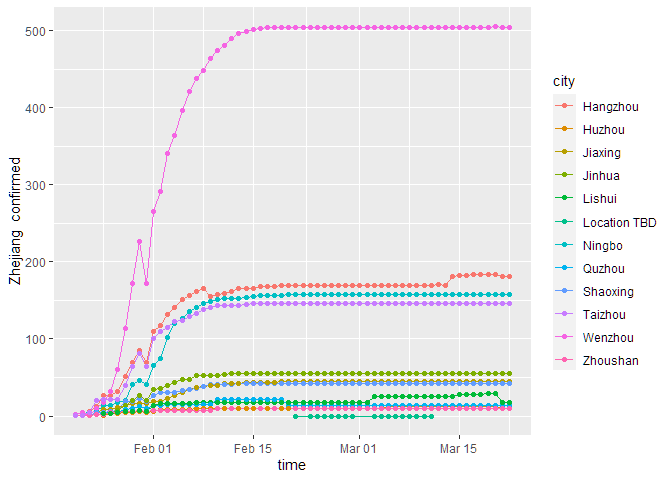 Zhejiang confirmed
500
400
300
200
100
0
Feb 01
Feb 15
Mar 01
Mar 15
time
city
Hangzhou
Huzhou
Jiaxing
Jinhua
Lishui
Location TBD
Ningbo
Quzhou
Shaoxing
Taizhou
Wenzhou
Zhoushan